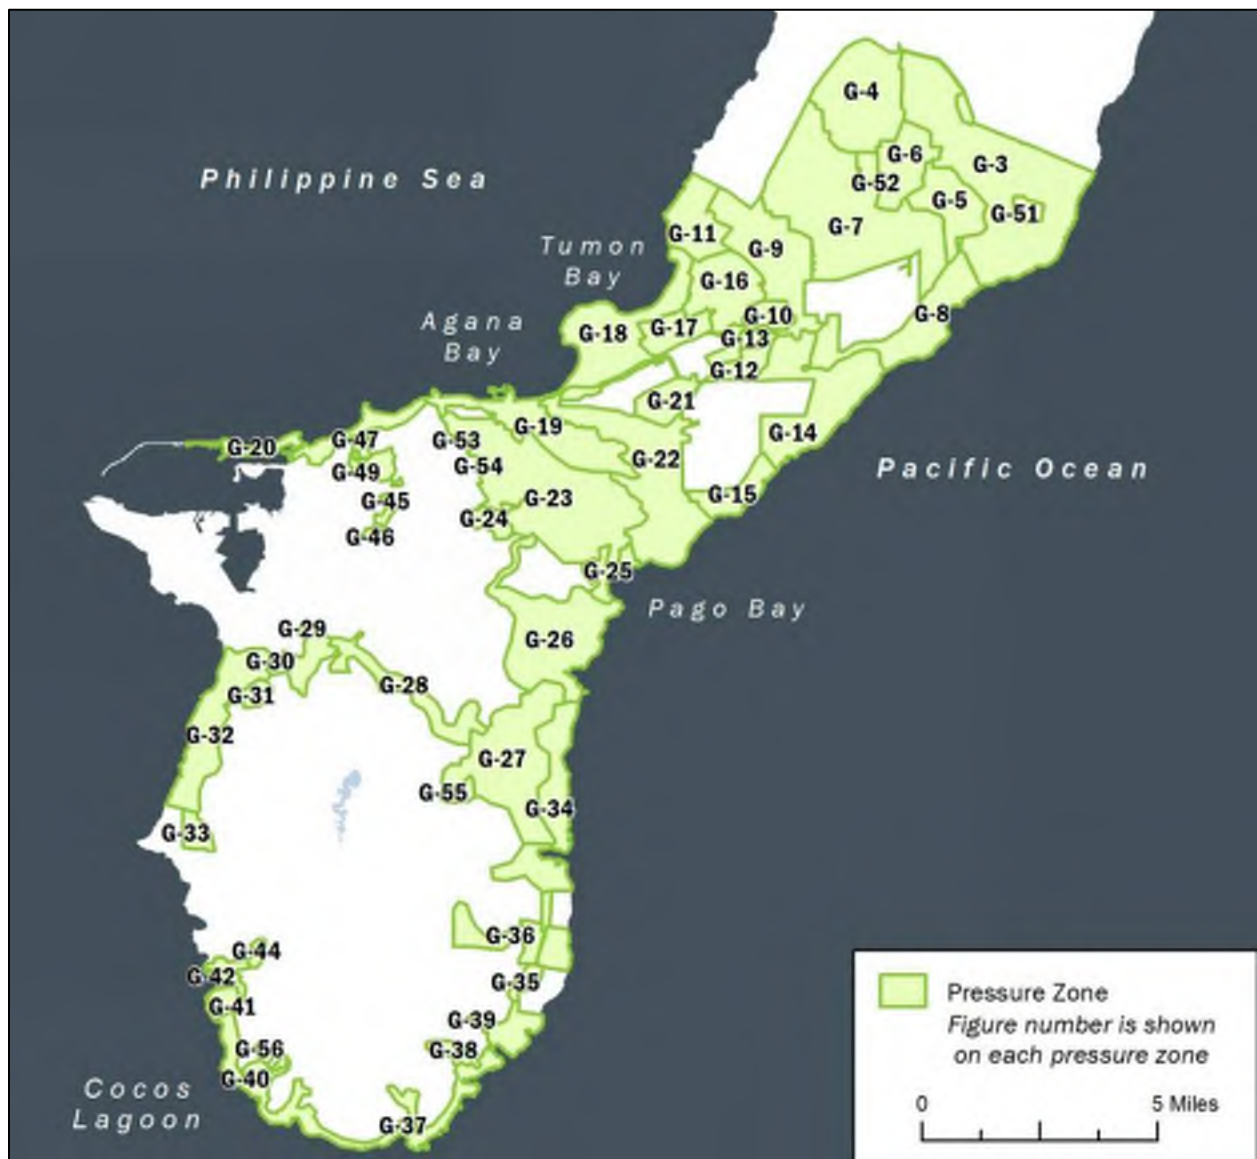 G-4
G-6
G-3
G-52
G-5
G-51
Philippine Sea
G-7
G-11
G-9
Tumon
Bay
G-16
G-10
G-8
Agana
Bay
G-18
G-17
G-13
G-12
G-21
G-19
G-14
G-20
G-47
G-53
G-22
G-49
G-54
Pacific Ocean
G-45
G-23
G-15
G-46
G-24
G-25
Pago Bay
G-29
G-26
G-30
G-31
G-28
G-32
G-27
G-55
G-34
G-33
G-44
G-36
G-42
G-35
G-41
G-39
G-56
G-38
G-40
Cocos
Lagoon
G-37
Pressure Zone
Figure number is shown
on each pressure zone
0 5 Miles